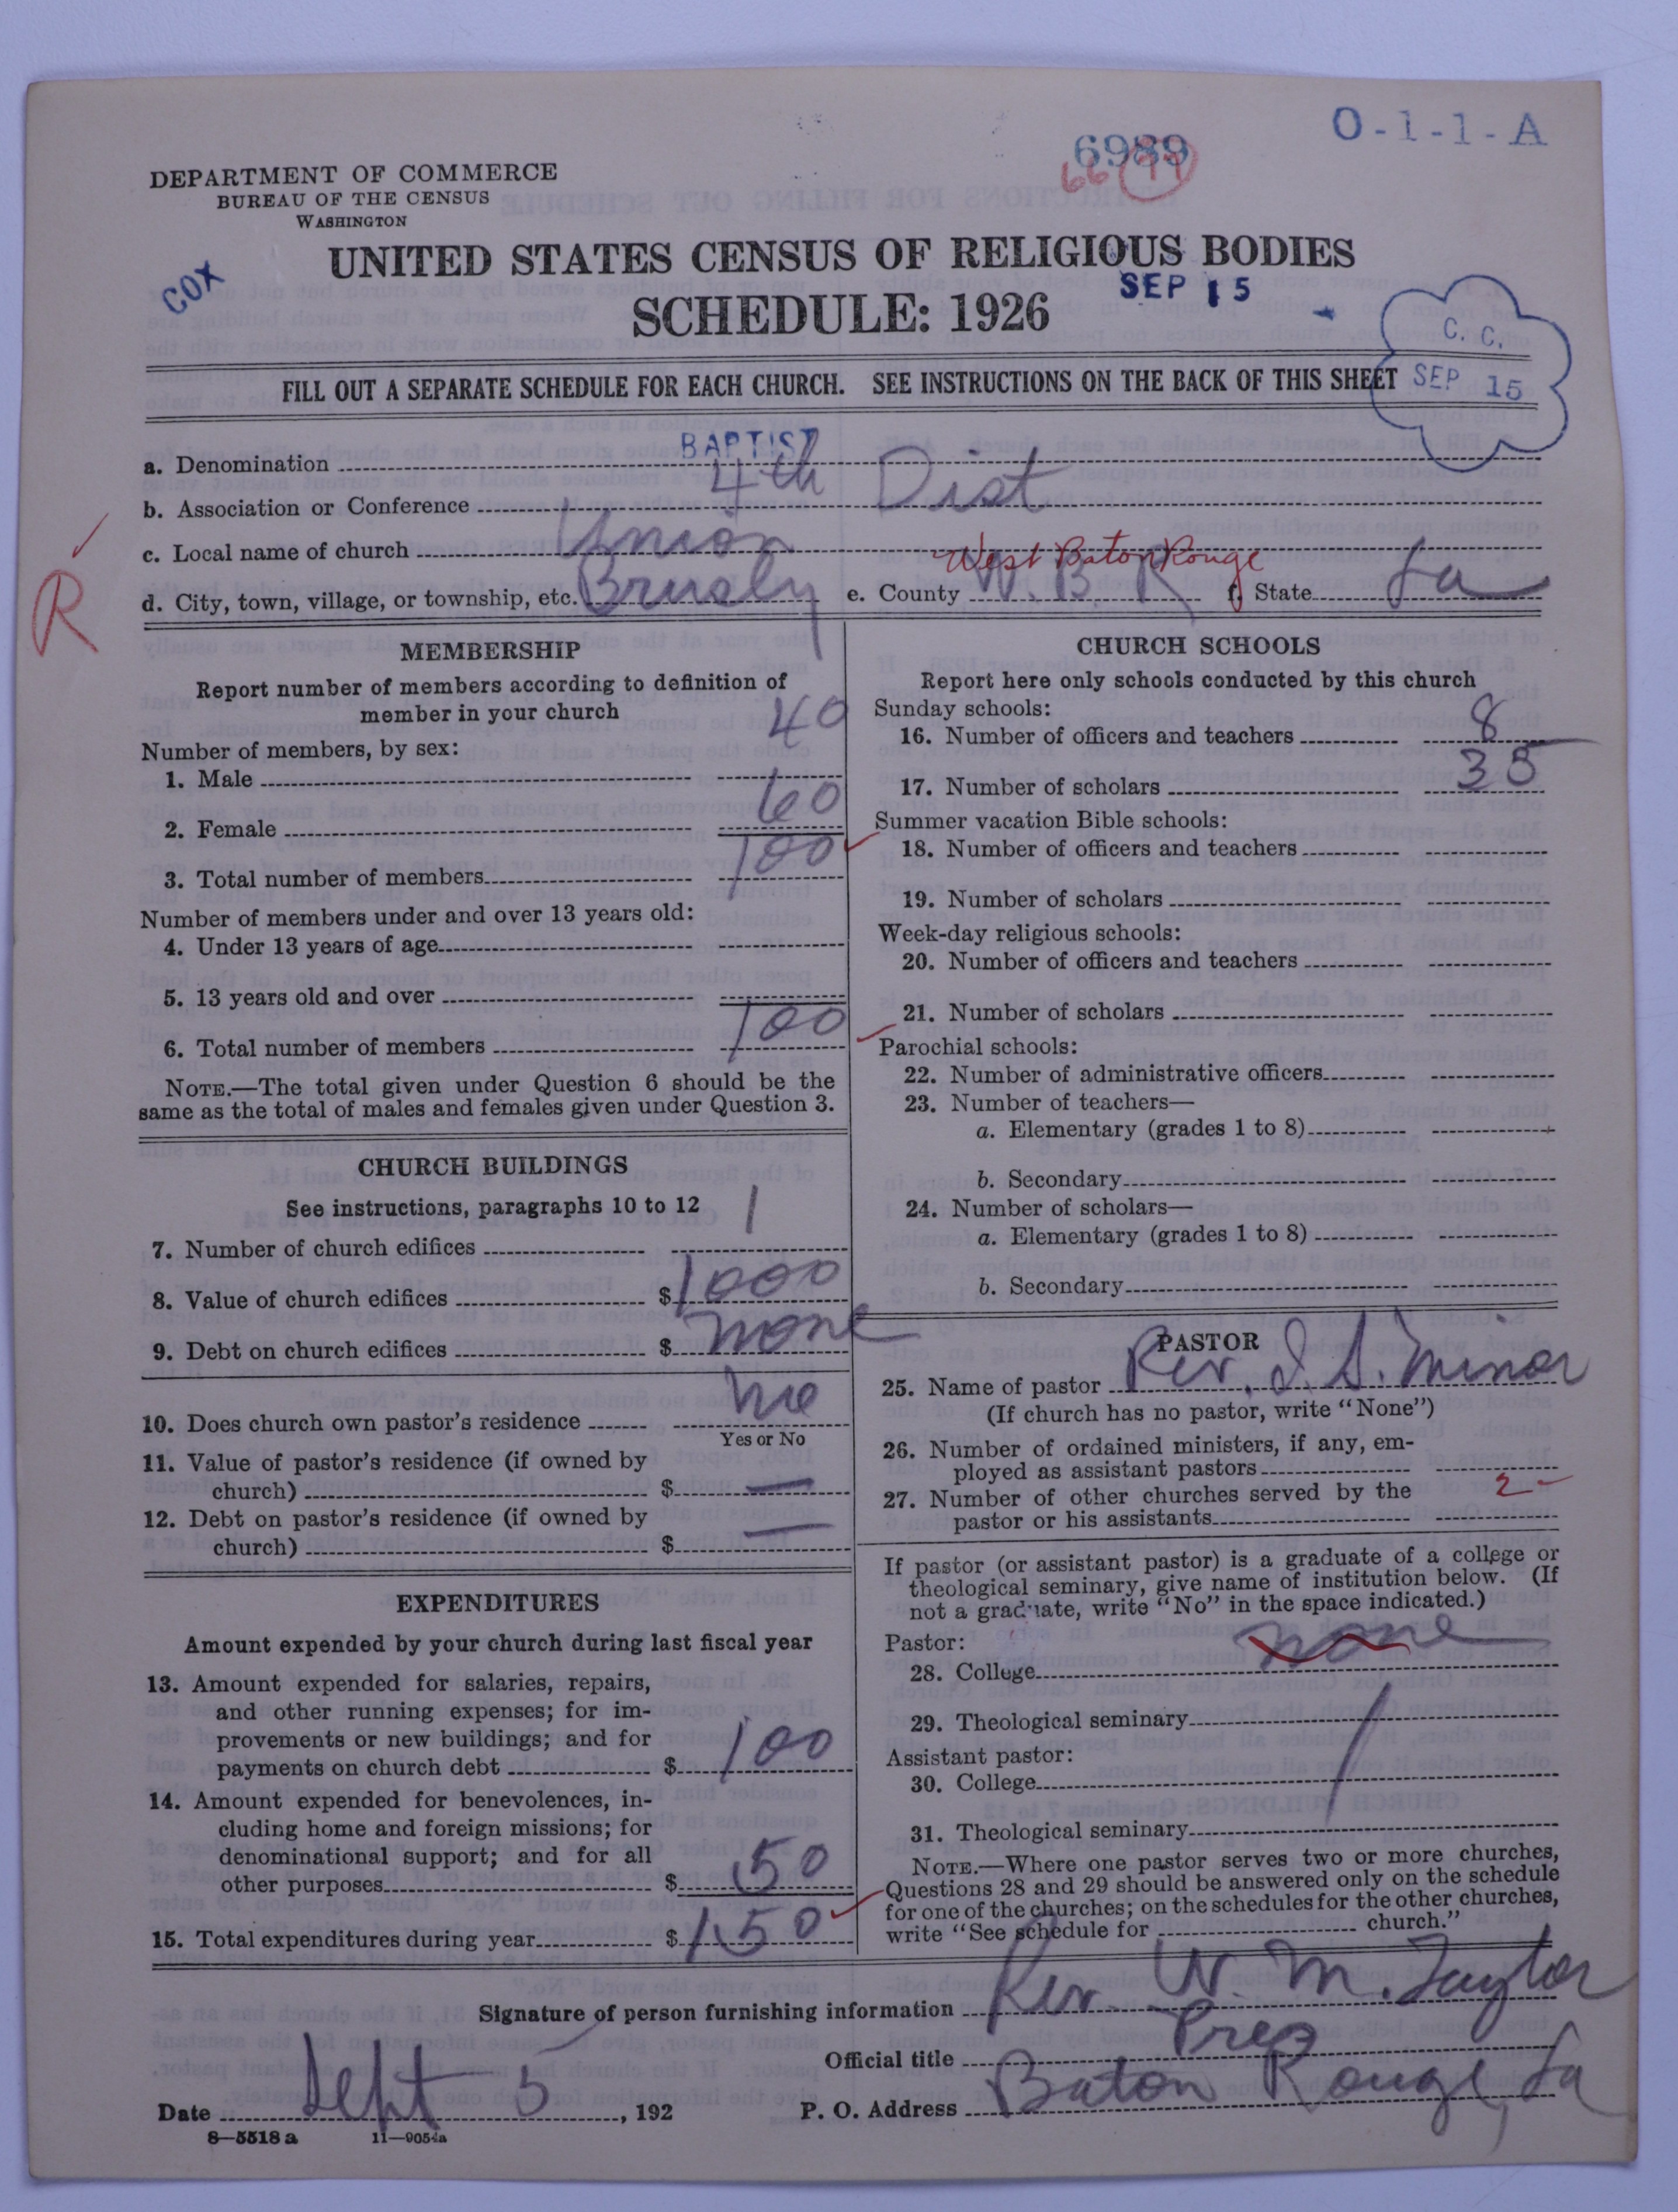 O-1-1-A
6989
66 (77)
DEPARTMENT OF COMMERCE
BUREAU OF THE CENSUS
WASHINGTON
COX
UNITED STATES CENSUS OF RELIGIOUS BODIES
SEP 15
SCHEDULE: 1926
C. C.
SEP 15
FILL OUT A SEPARATE SCHEDULE FOR EACH CHURCH. SEE INSTRUCTIONS ON THE BACK OF THIS SHEET
a. Denomination BAPTIST
b. Association or Conference 4th Dist
c. Local name of church Union
West Baton Rouge
R
d. City, town, village, or township, etc. Brusly e. County W. B. R f. State La
MEMBERSHIP
Report number of members according to definition of
member in your church
Number of members, by sex:
1. Male 40
2. Female 60
3. Total number of members 100
Number of members under and over 13 years old:
4. Under 13 years of age
5. 13 years old and over
6. Total number of members 100
NOTE.—The total given under Question 6 should be the
same as the total of males and females given under Question 3.
CHURCH BUILDINGS
See instructions, paragraphs 10 to 12
7. Number of church edifices 1
8. Value of church edifices $ 1000
9. Debt on church edifices $ none
10. Does church own pastor's residence no
Yes or No
11. Value of pastor's residence (if owned by
church) $ —
12. Debt on pastor's residence (if owned by
church) $ —
EXPENDITURES
Amount expended by your church during last fiscal year
13. Amount expended for salaries, repairs,
and other running expenses; for im-
provements or new buildings; and for
payments on church debt $ 100
14. Amount expended for benevolences, in-
cluding home and foreign missions; for
denominational support; and for all
other purposes $ 50
15. Total expenditures during year $ 150
CHURCH SCHOOLS
Report here only schools conducted by this church
Sunday schools:
16. Number of officers and teachers 8
17. Number of scholars 35
Summer vacation Bible schools:
18. Number of officers and teachers
19. Number of scholars
Week-day religious schools:
20. Number of officers and teachers
21. Number of scholars
Parochial schools:
22. Number of administrative officers
23. Number of teachers—
a. Elementary (grades 1 to 8)
b. Secondary
24. Number of scholars—
a. Elementary (grades 1 to 8)
b. Secondary
PASTOR
25. Name of pastor Rev. I. S. Minor
(If church has no pastor, write "None")
26. Number of ordained ministers, if any, em-
ployed as assistant pastors
27. Number of other churches served by the 2-
pastor or his assistants
If pastor (or assistant pastor) is a graduate of a college or
theological seminary, give name of institution below. (If
not a graduate, write "No" in the space indicated.)
Pastor:
28. College none
29. Theological seminary
Assistant pastor:
30. College
31. Theological seminary
NOTE.—Where one pastor serves two or more churches,
Questions 28 and 29 should be answered only on the schedule
for one of the churches; on the schedules for the other churches,
write "See schedule for church."
Signature of person furnishing information Rev. W. M. Taylor
Official title Pres
Date Sept 5, 192 P. O. Address Baton Rouge, La
8—5518 a 11—9054a